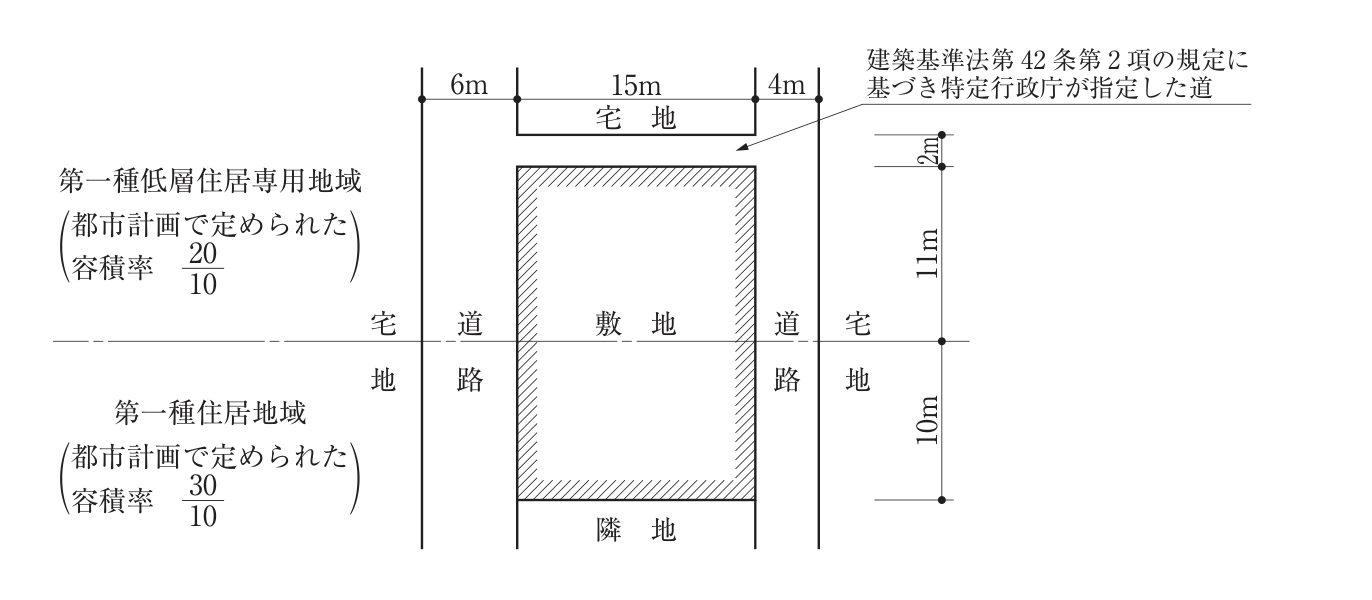 建築基準法第 42 条第 2 項の規定に
基づき特定行政庁が指定した道
6m
15m
4m
宅 地
2m
第一種低層住居専用地域
(都市計画で定められた
容積率 20/10)
11m
宅地
道路
敷 地
道路
宅地
第一種住居地域
(都市計画で定められた
容積率 30/10)
10m
隣 地